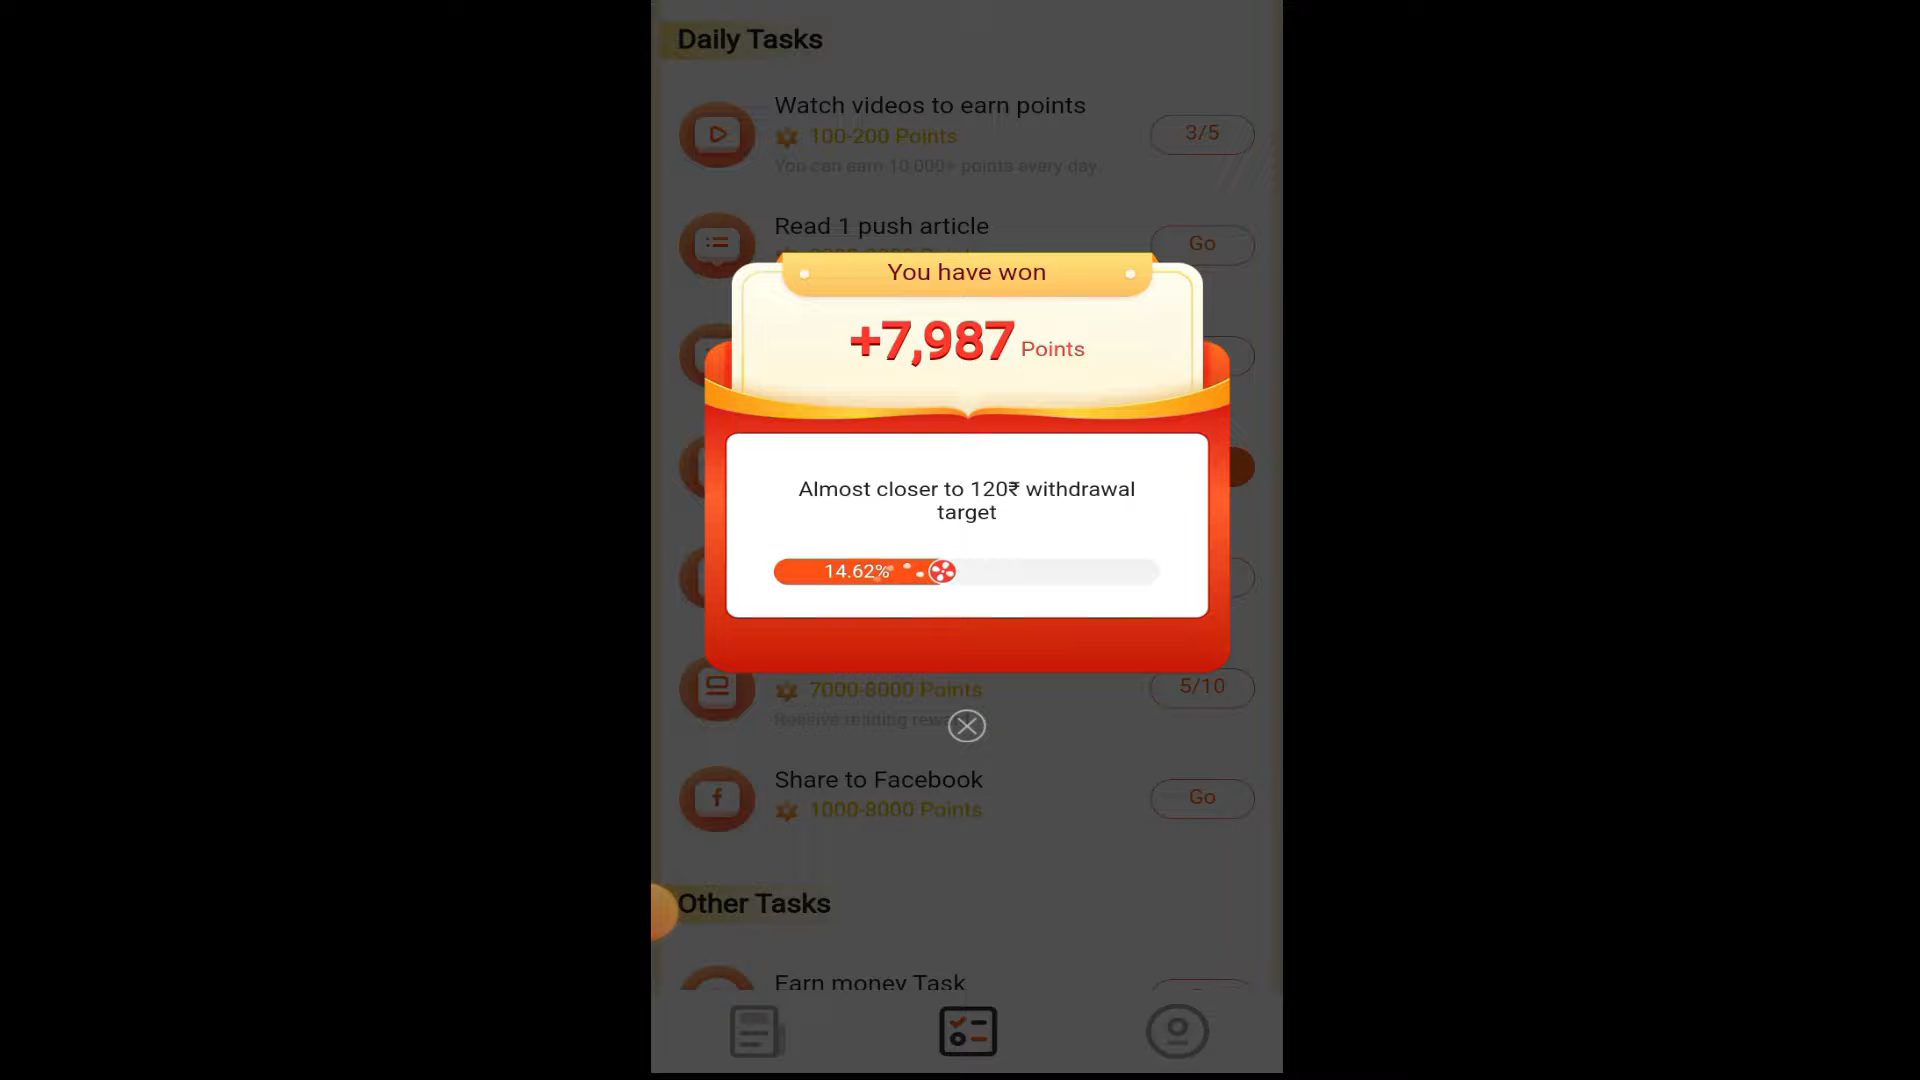 Daily Tasks
Watch videos to earn points
100-200 Points
3/5
You can earn 10,000+ points every day.
Read 1 push article
Go
You have won
+7,987 Points
Almost closer to 120₹ withdrawal
target
14.62%
7000-8000 Points
5/10
Receive reading
Share to Facebook
1000-8000 Points
Go
Other Tasks
Earn money Task